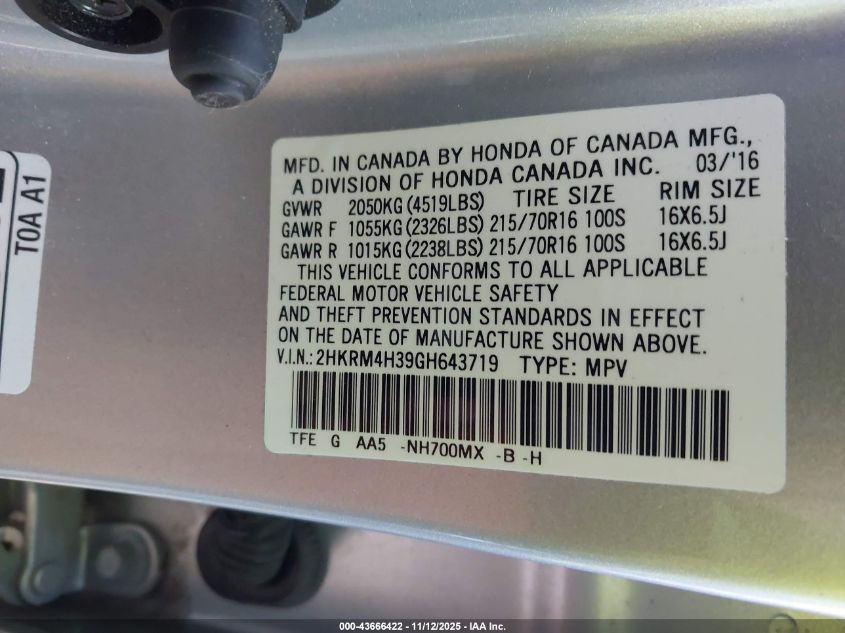 MFD. IN CANADA BY HONDA OF CANADA MFG.,
A DIVISION OF HONDA CANADA INC. 03/'16
GVWR 2050KG(4519LBS) TIRE SIZE RIM SIZE
GAWR F 1055KG(2326LBS) 215/70R16 100S 16X6.5J
GAWR R 1015KG(2238LBS) 215/70R16 100S 16X6.5J
THIS VEHICLE CONFORMS TO ALL APPLICABLE
FEDERAL MOTOR VEHICLE SAFETY
AND THEFT PREVENTION STANDARDS IN EFFECT
ON THE DATE OF MANUFACTURE SHOWN ABOVE.
V.I.N.: 2HKRM4H39GH643719 TYPE: MPV
TFE G AA5 -NH700MX -B -H
T0A A1
000-43666422 - 11/12/2025 - IAA Inc.